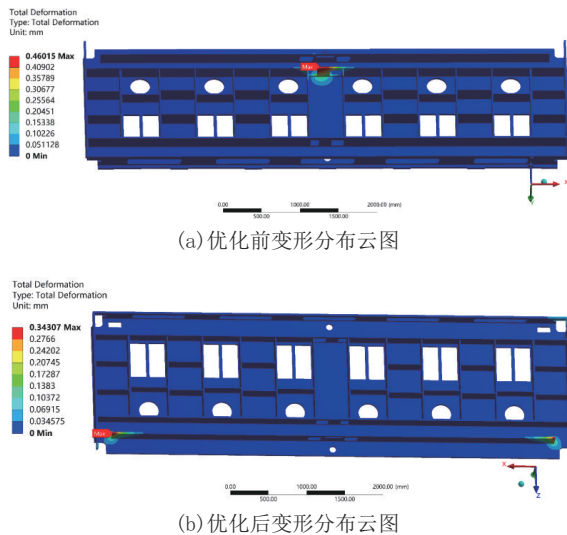 Total Deformation
Type: Total Deformation
Unit: mm
0.46015 Max
0.40902
0.35789
0.30677
0.25564
0.20451
0.15338
0.10226
0.051128
0 Min
Max
X
Y
0.00 1000.00 2000.00 (mm)
500.00 1500.00
(a)优化前变形分布云图
Total Deformation
Type: Total Deformation
Unit: mm
0.34307 Max
0.2766
0.24202
0.20745
0.17287
0.1383
0.10372
0.06915
0.034575
0 Min
Max
X
Z
0.00 1000.00 2000.00 (mm)
500.00 1500.00
(b)优化后变形分布云图